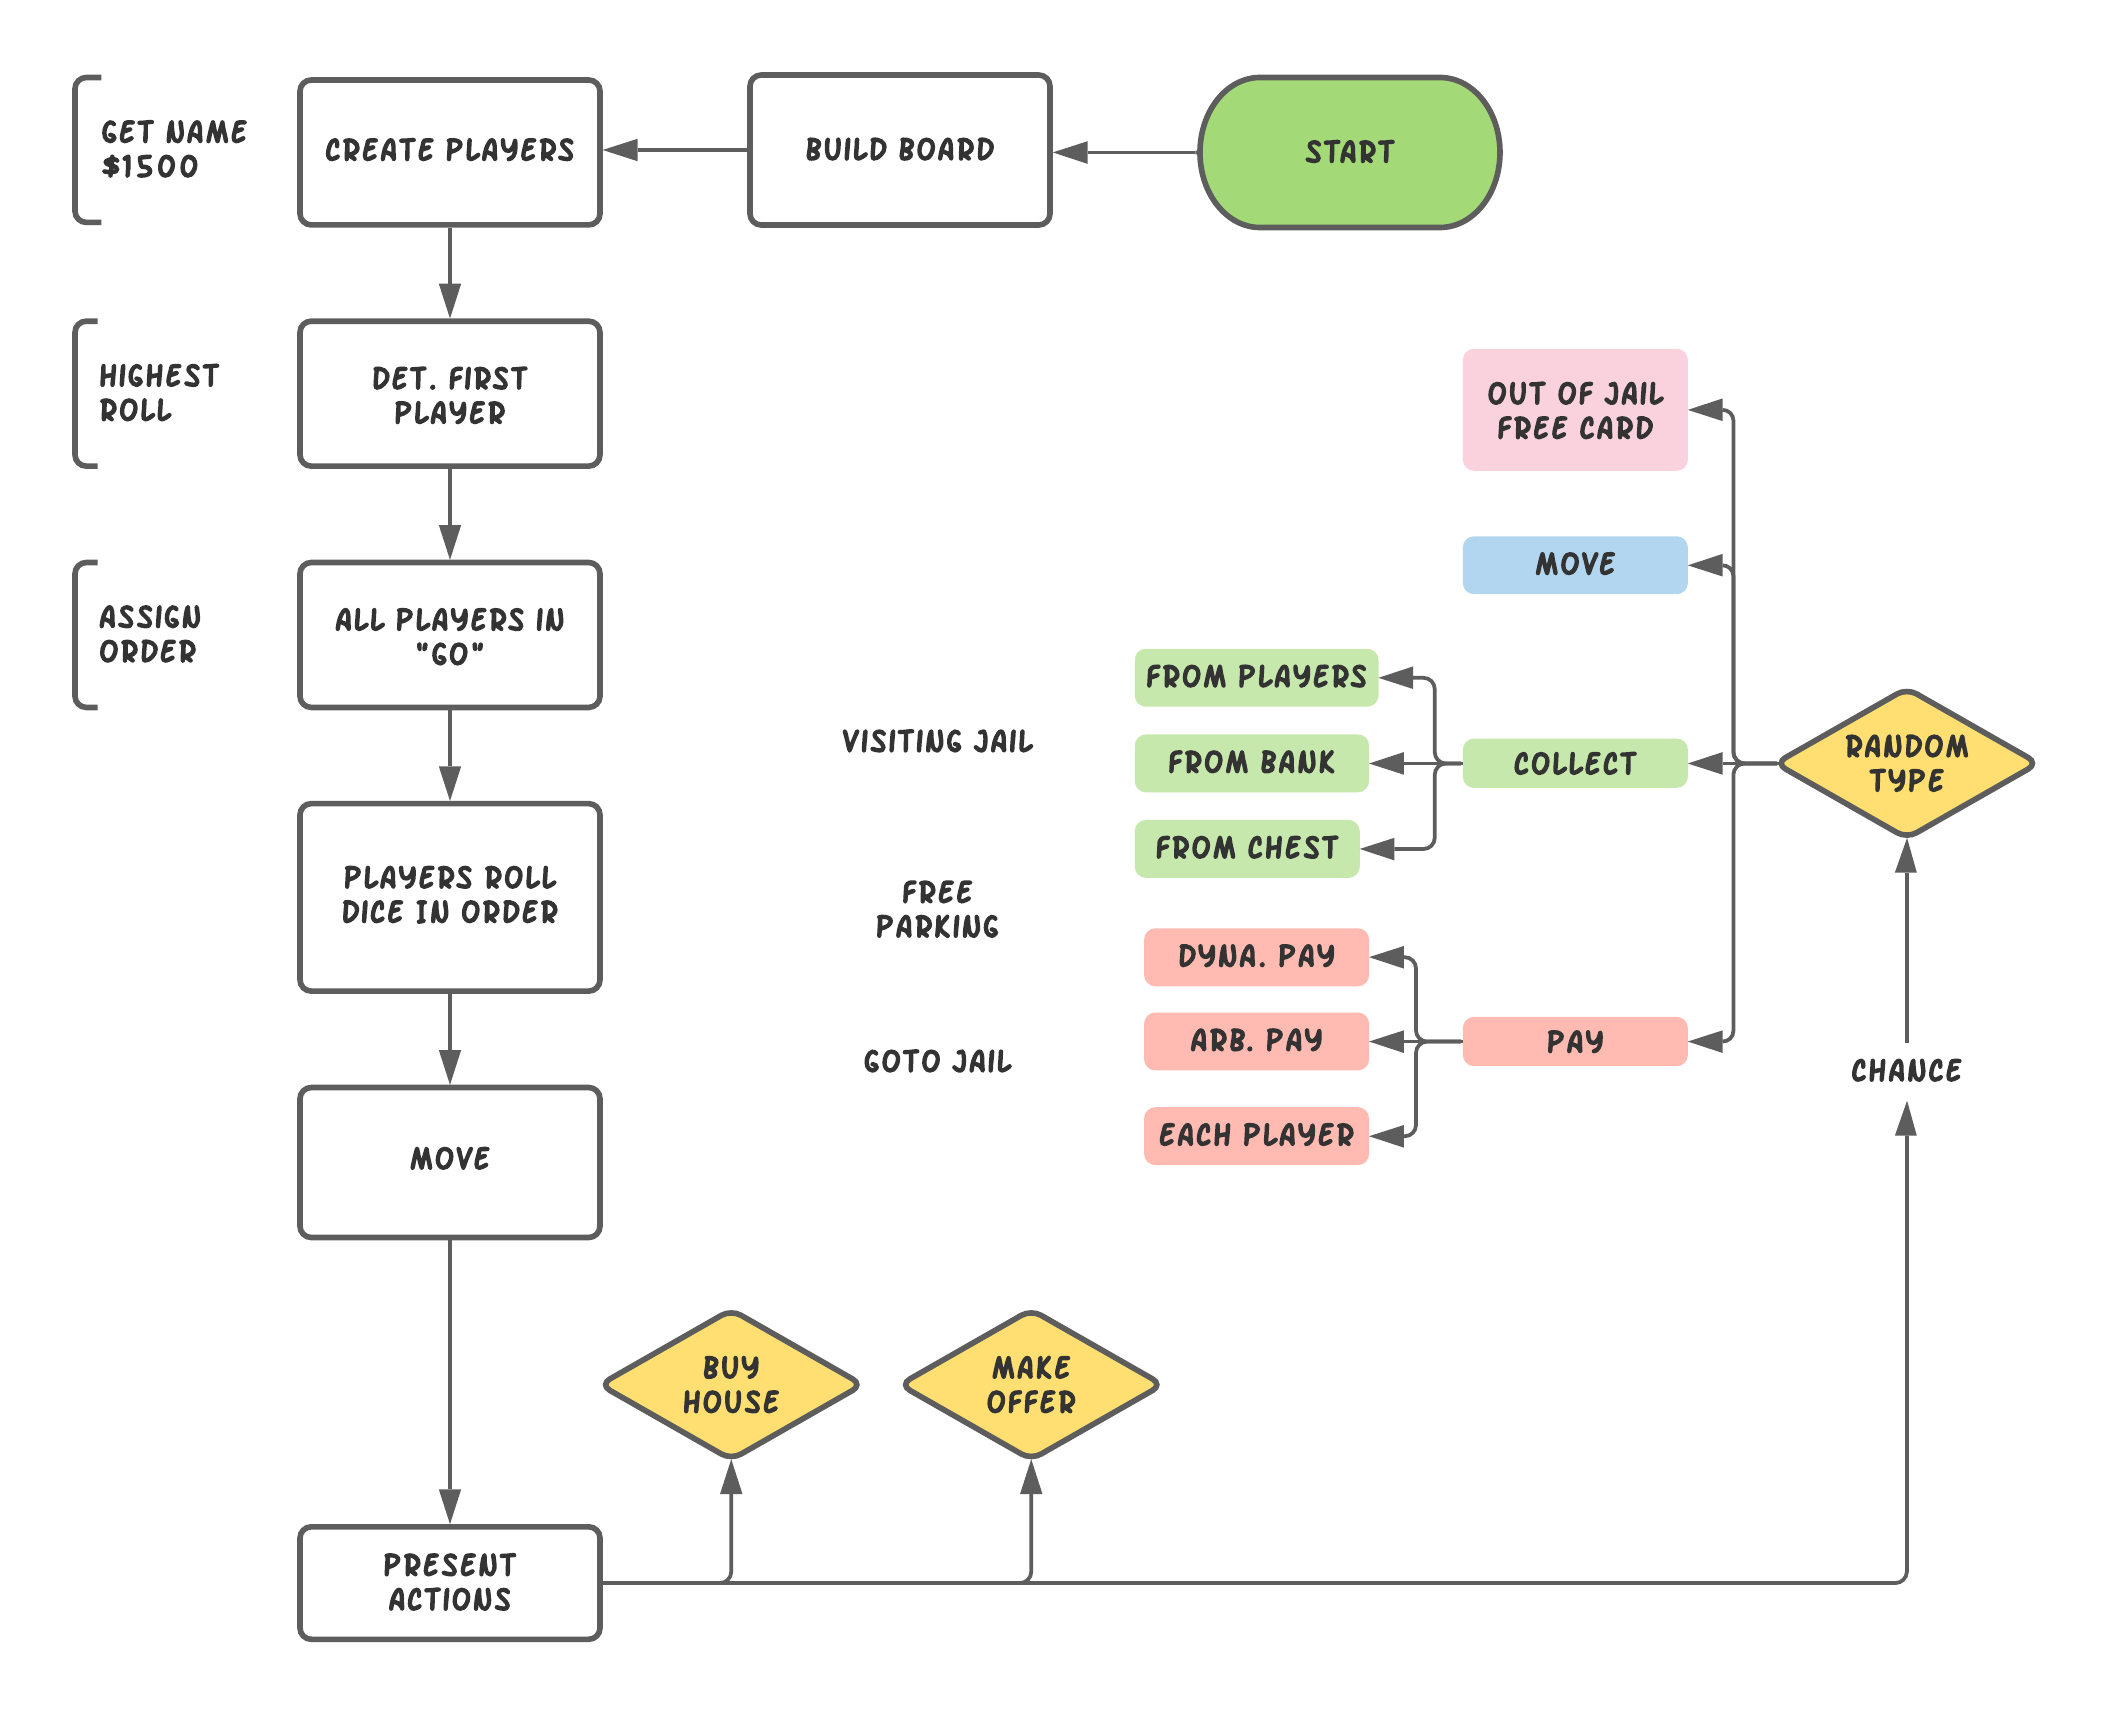 GET NAME
$1500
CREATE PLAYERS
BUILD BOARD
START
HIGHEST
ROLL
DET. FIRST
PLAYER
OUT OF JAIL
FREE CARD
MOVE
ASSIGN
ORDER
ALL PLAYERS IN
"GO"
FROM PLAYERS
VISITING JAIL
FROM BANK
COLLECT
RANDOM
TYPE
FROM CHEST
PLAYERS ROLL
DICE IN ORDER
FREE
PARKING
DYNA. PAY
ARB. PAY
PAY
GOTO JAIL
CHANCE
EACH PLAYER
MOVE
BUY
HOUSE
MAKE
OFFER
PRESENT
ACTIONS